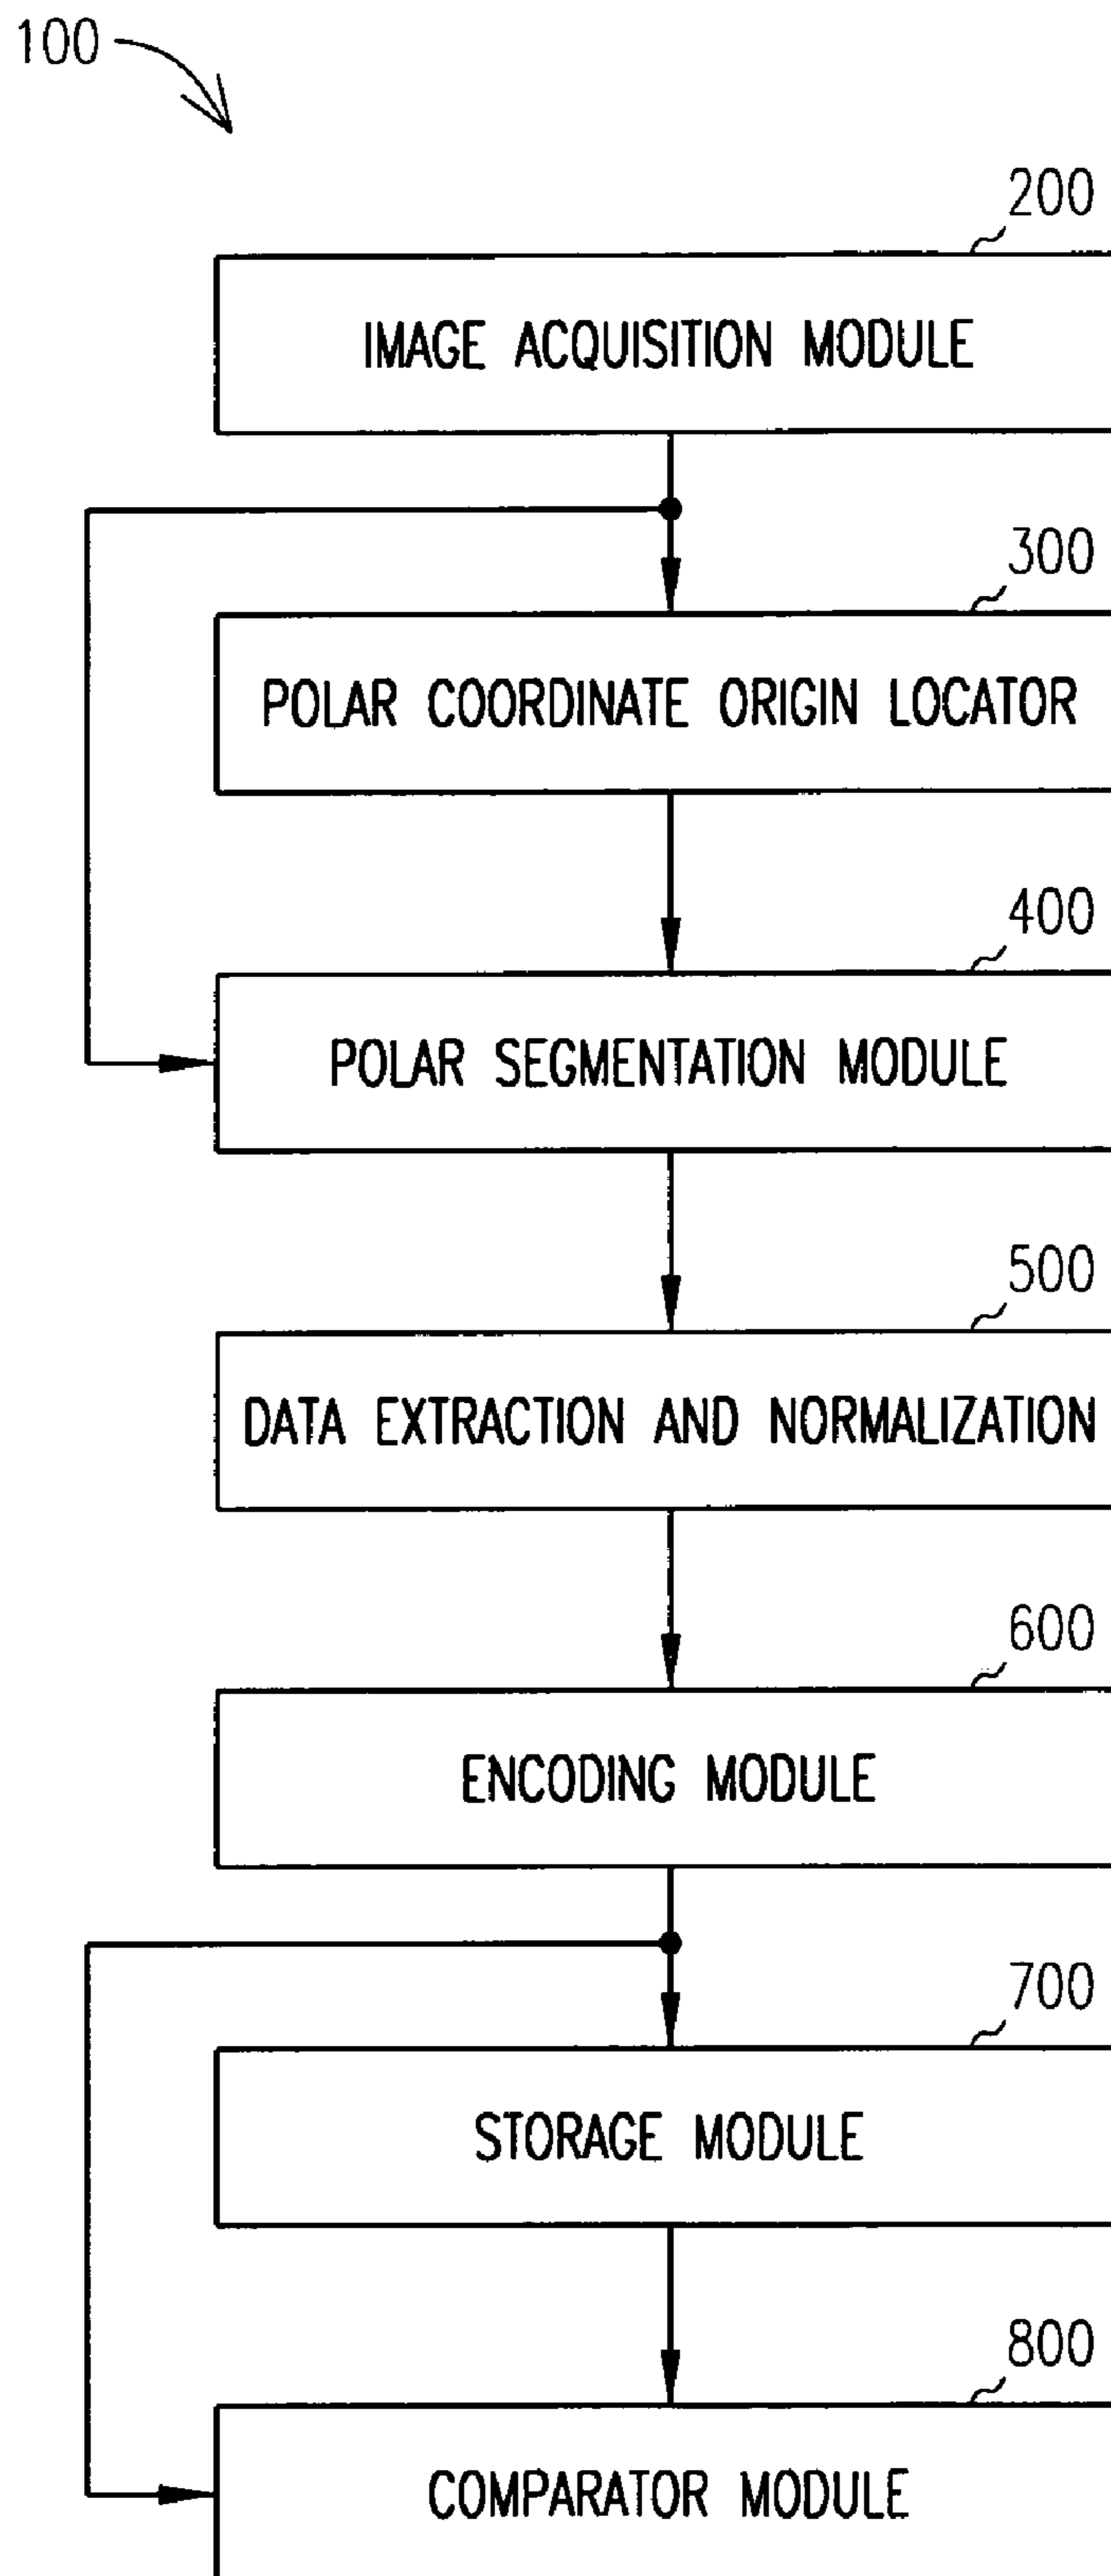 100
200
IMAGE ACQUISITION MODULE
300
POLAR COORDINATE ORIGIN LOCATOR
400
POLAR SEGMENTATION MODULE
500
DATA EXTRACTION AND NORMALIZATION
600
ENCODING MODULE
700
STORAGE MODULE
800
COMPARATOR MODULE